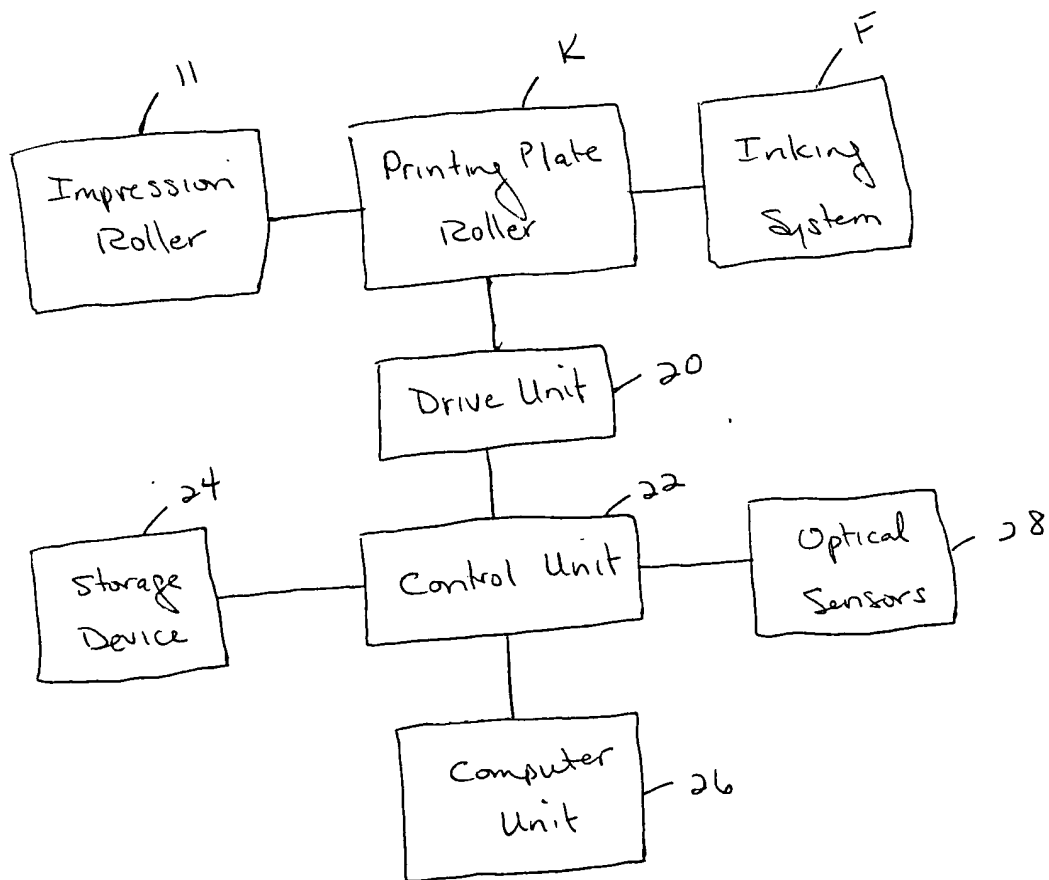 11
K
F
Impression
Roller
Printing Plate
Roller
Inking
System
Drive Unit
20
24
22
Storage
Device
Control Unit
Optical
Sensors
28
Computer
Unit
26